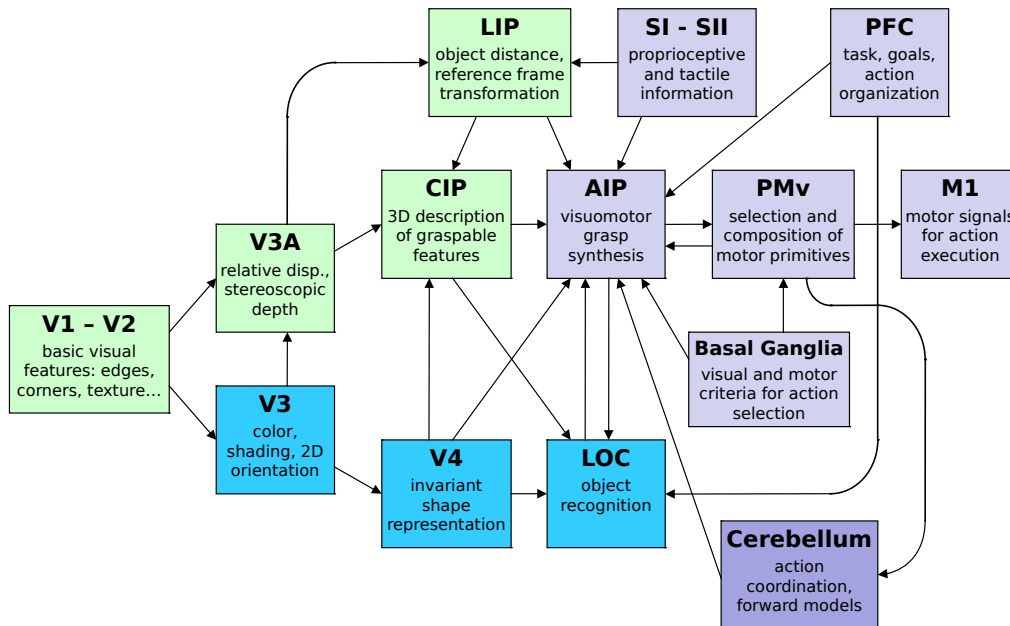 LIP
object distance,
reference frame
transformation
SI - SII
proprioceptive
and tactile
information
PFC
task, goals,
action
organization
CIP
3D description
of graspable
features
AIP
visuomotor
grasp
synthesis
PMv
selection and
composition of
motor primitives
M1
motor signals
for action
execution
V3A
relative disp.,
stereoscopic
depth
V1 – V2
basic visual
features: edges,
corners, texture...
Basal Ganglia
visual and motor
criteria for action
selection
V3
color,
shading, 2D
orientation
V4
invariant
shape
representation
LOC
object
recognition
Cerebellum
action
coordination,
forward models